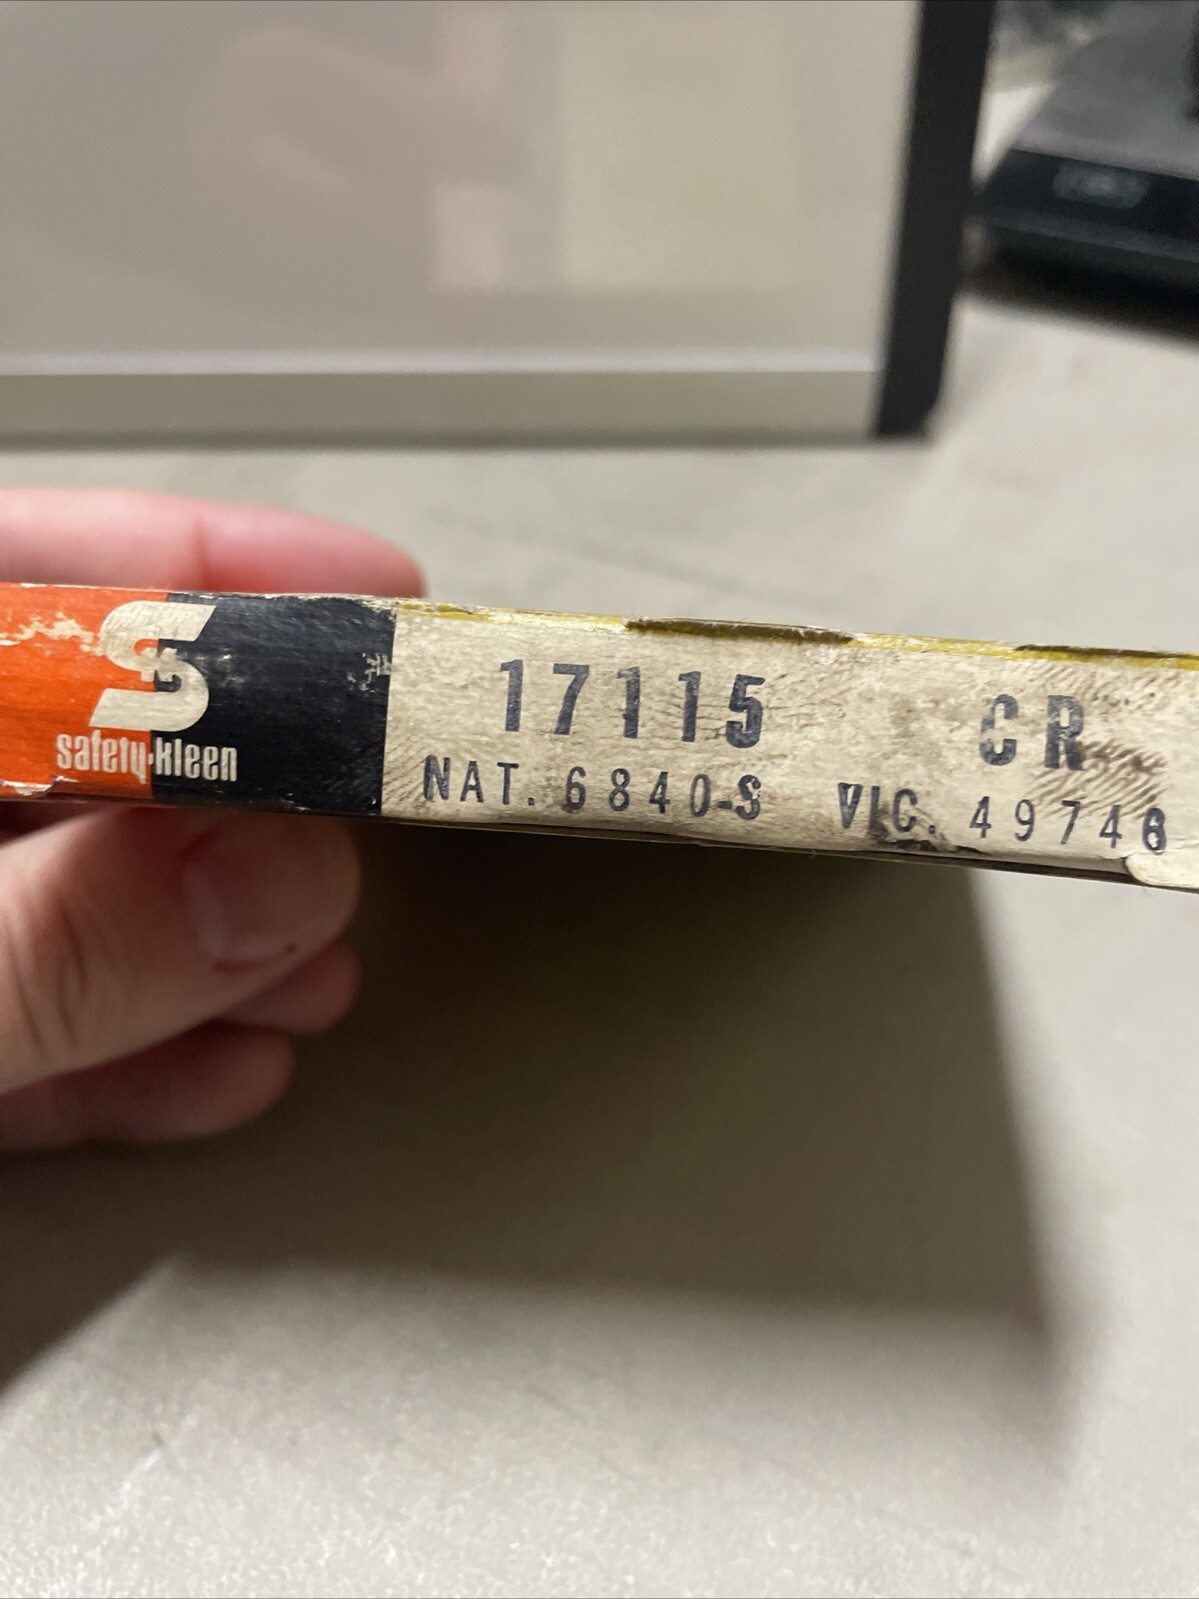 S
safety-kleen
17115 CR
NAT. 6840-S VIC. 49746